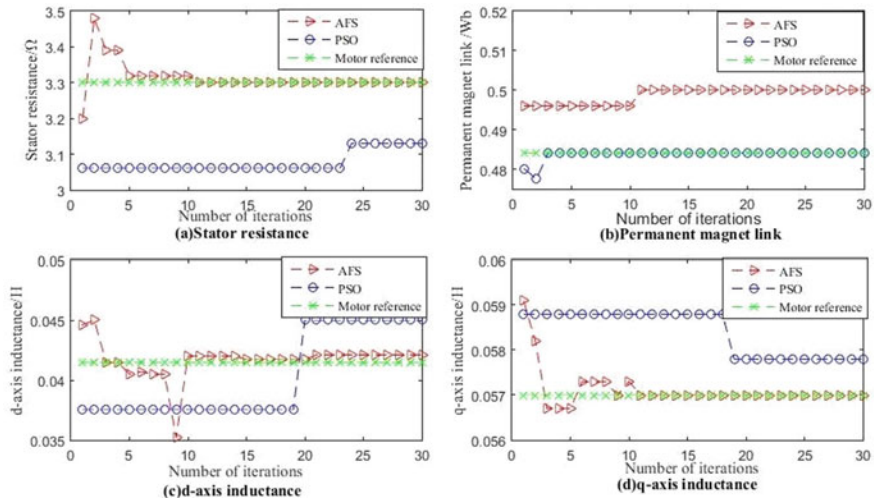 3.5
3.4
3.3
3.2
3.1
3
Stator resistance/Ω
AFS
PSO
Motor reference
0 5 10 15 20 25 30
Number of iterations
(a)Stator resistance
0.52
0.51
0.5
0.49
0.48
Permanent magnet link /Wb
AFS
PSO
Motor reference
0 5 10 15 20 25 30
Number of iterations
(b)Permanent magnet link
0.05
0.045
0.04
0.035
d-axis inductance/H
AFS
PSO
Motor reference
0 5 10 15 20 25 30
Number of iterations
(c)d-axis inductance
0.06
0.059
0.058
0.057
0.056
q-axis inductance/H
AFS
PSO
Motor reference
0 5 10 15 20 25 30
Number of iterations
(d)q-axis inductance